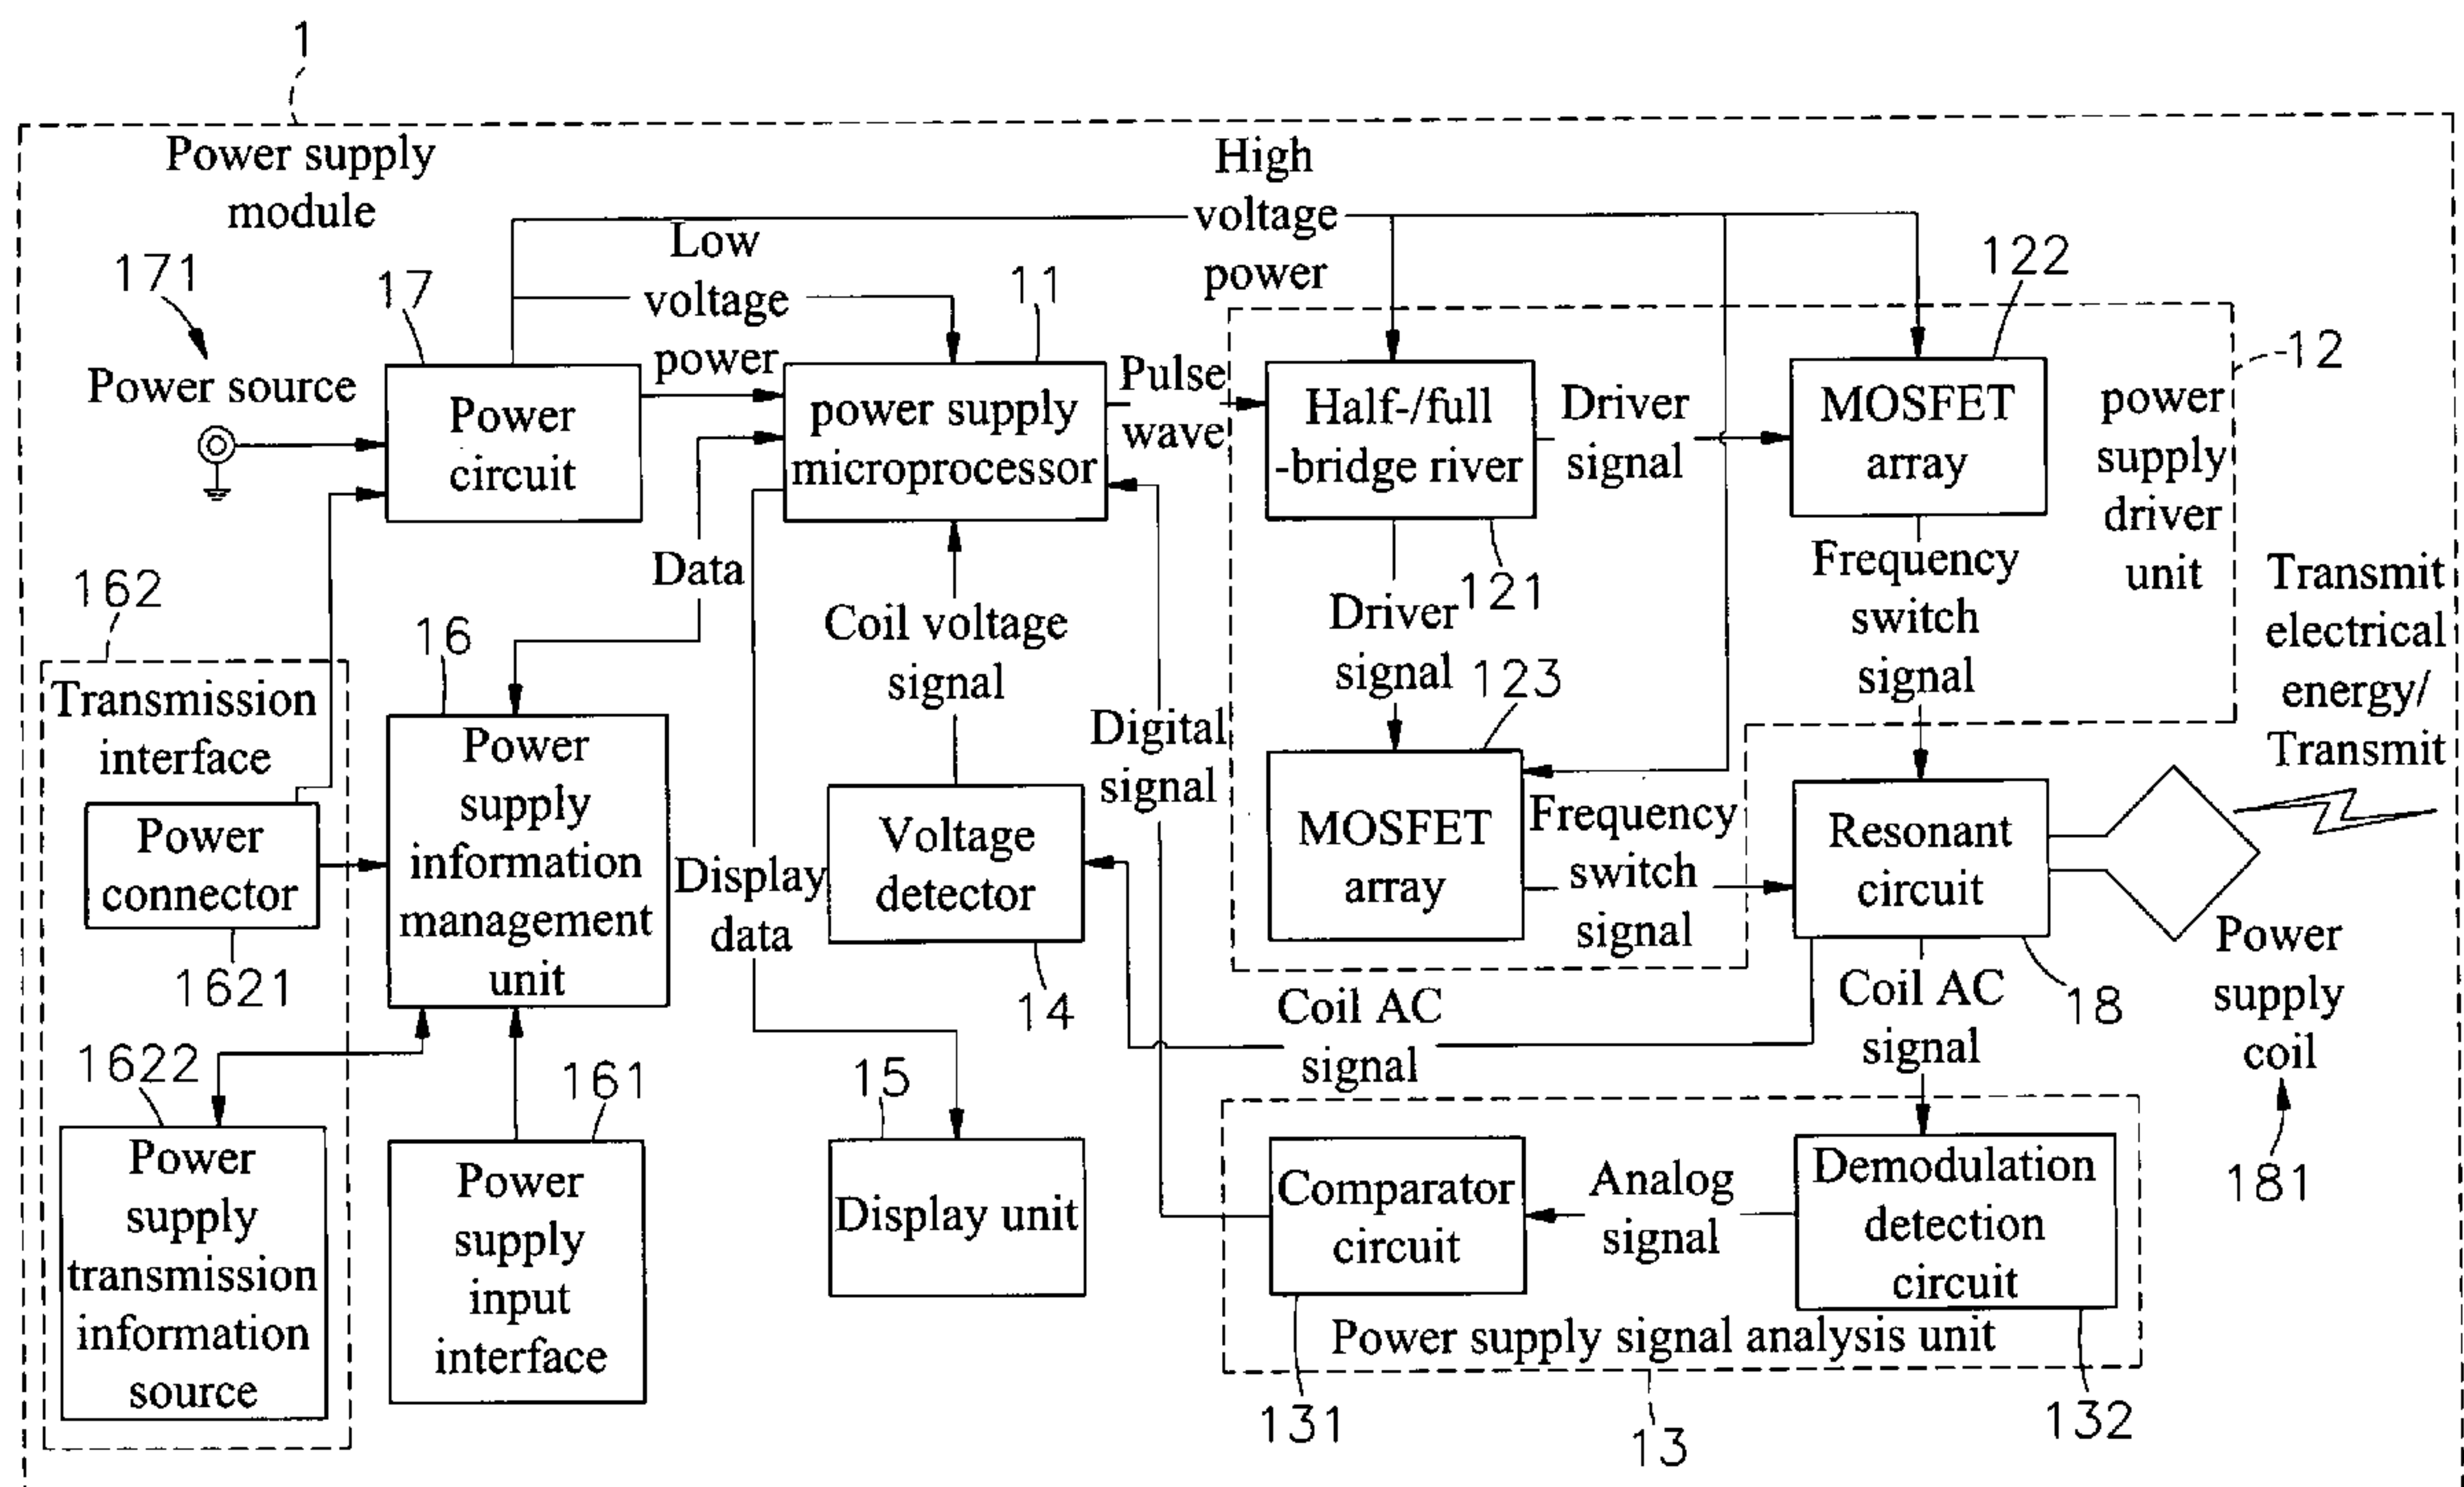 1
Power supply
module
High
voltage
power
Low
voltage
power
171
17
11
122
12
Power source
Power
circuit
power supply
microprocessor
Pulse
wave
Half-/full
-bridge river
Driver
signal
MOSFET
array
power
supply
driver
unit
Data
121
Driver
signal
Frequency
switch
signal
Transmit
electrical
energy/
Transmit
162
16
Coil voltage
signal
123
Transmission
interface
Power
supply
information
management
unit
Digital
signal
Power
connector
1621
Display
data
Voltage
detector
14
MOSFET
array
Frequency
switch
signal
Resonant
circuit
18
Power
supply
coil
181
Coil AC
signal
Coil AC
signal
1622
161
15
Power
supply
transmission
information
source
Power
supply
input
interface
Display unit
Comparator
circuit
Analog
signal
Demodulation
detection
circuit
Power supply signal analysis unit
131
13
132